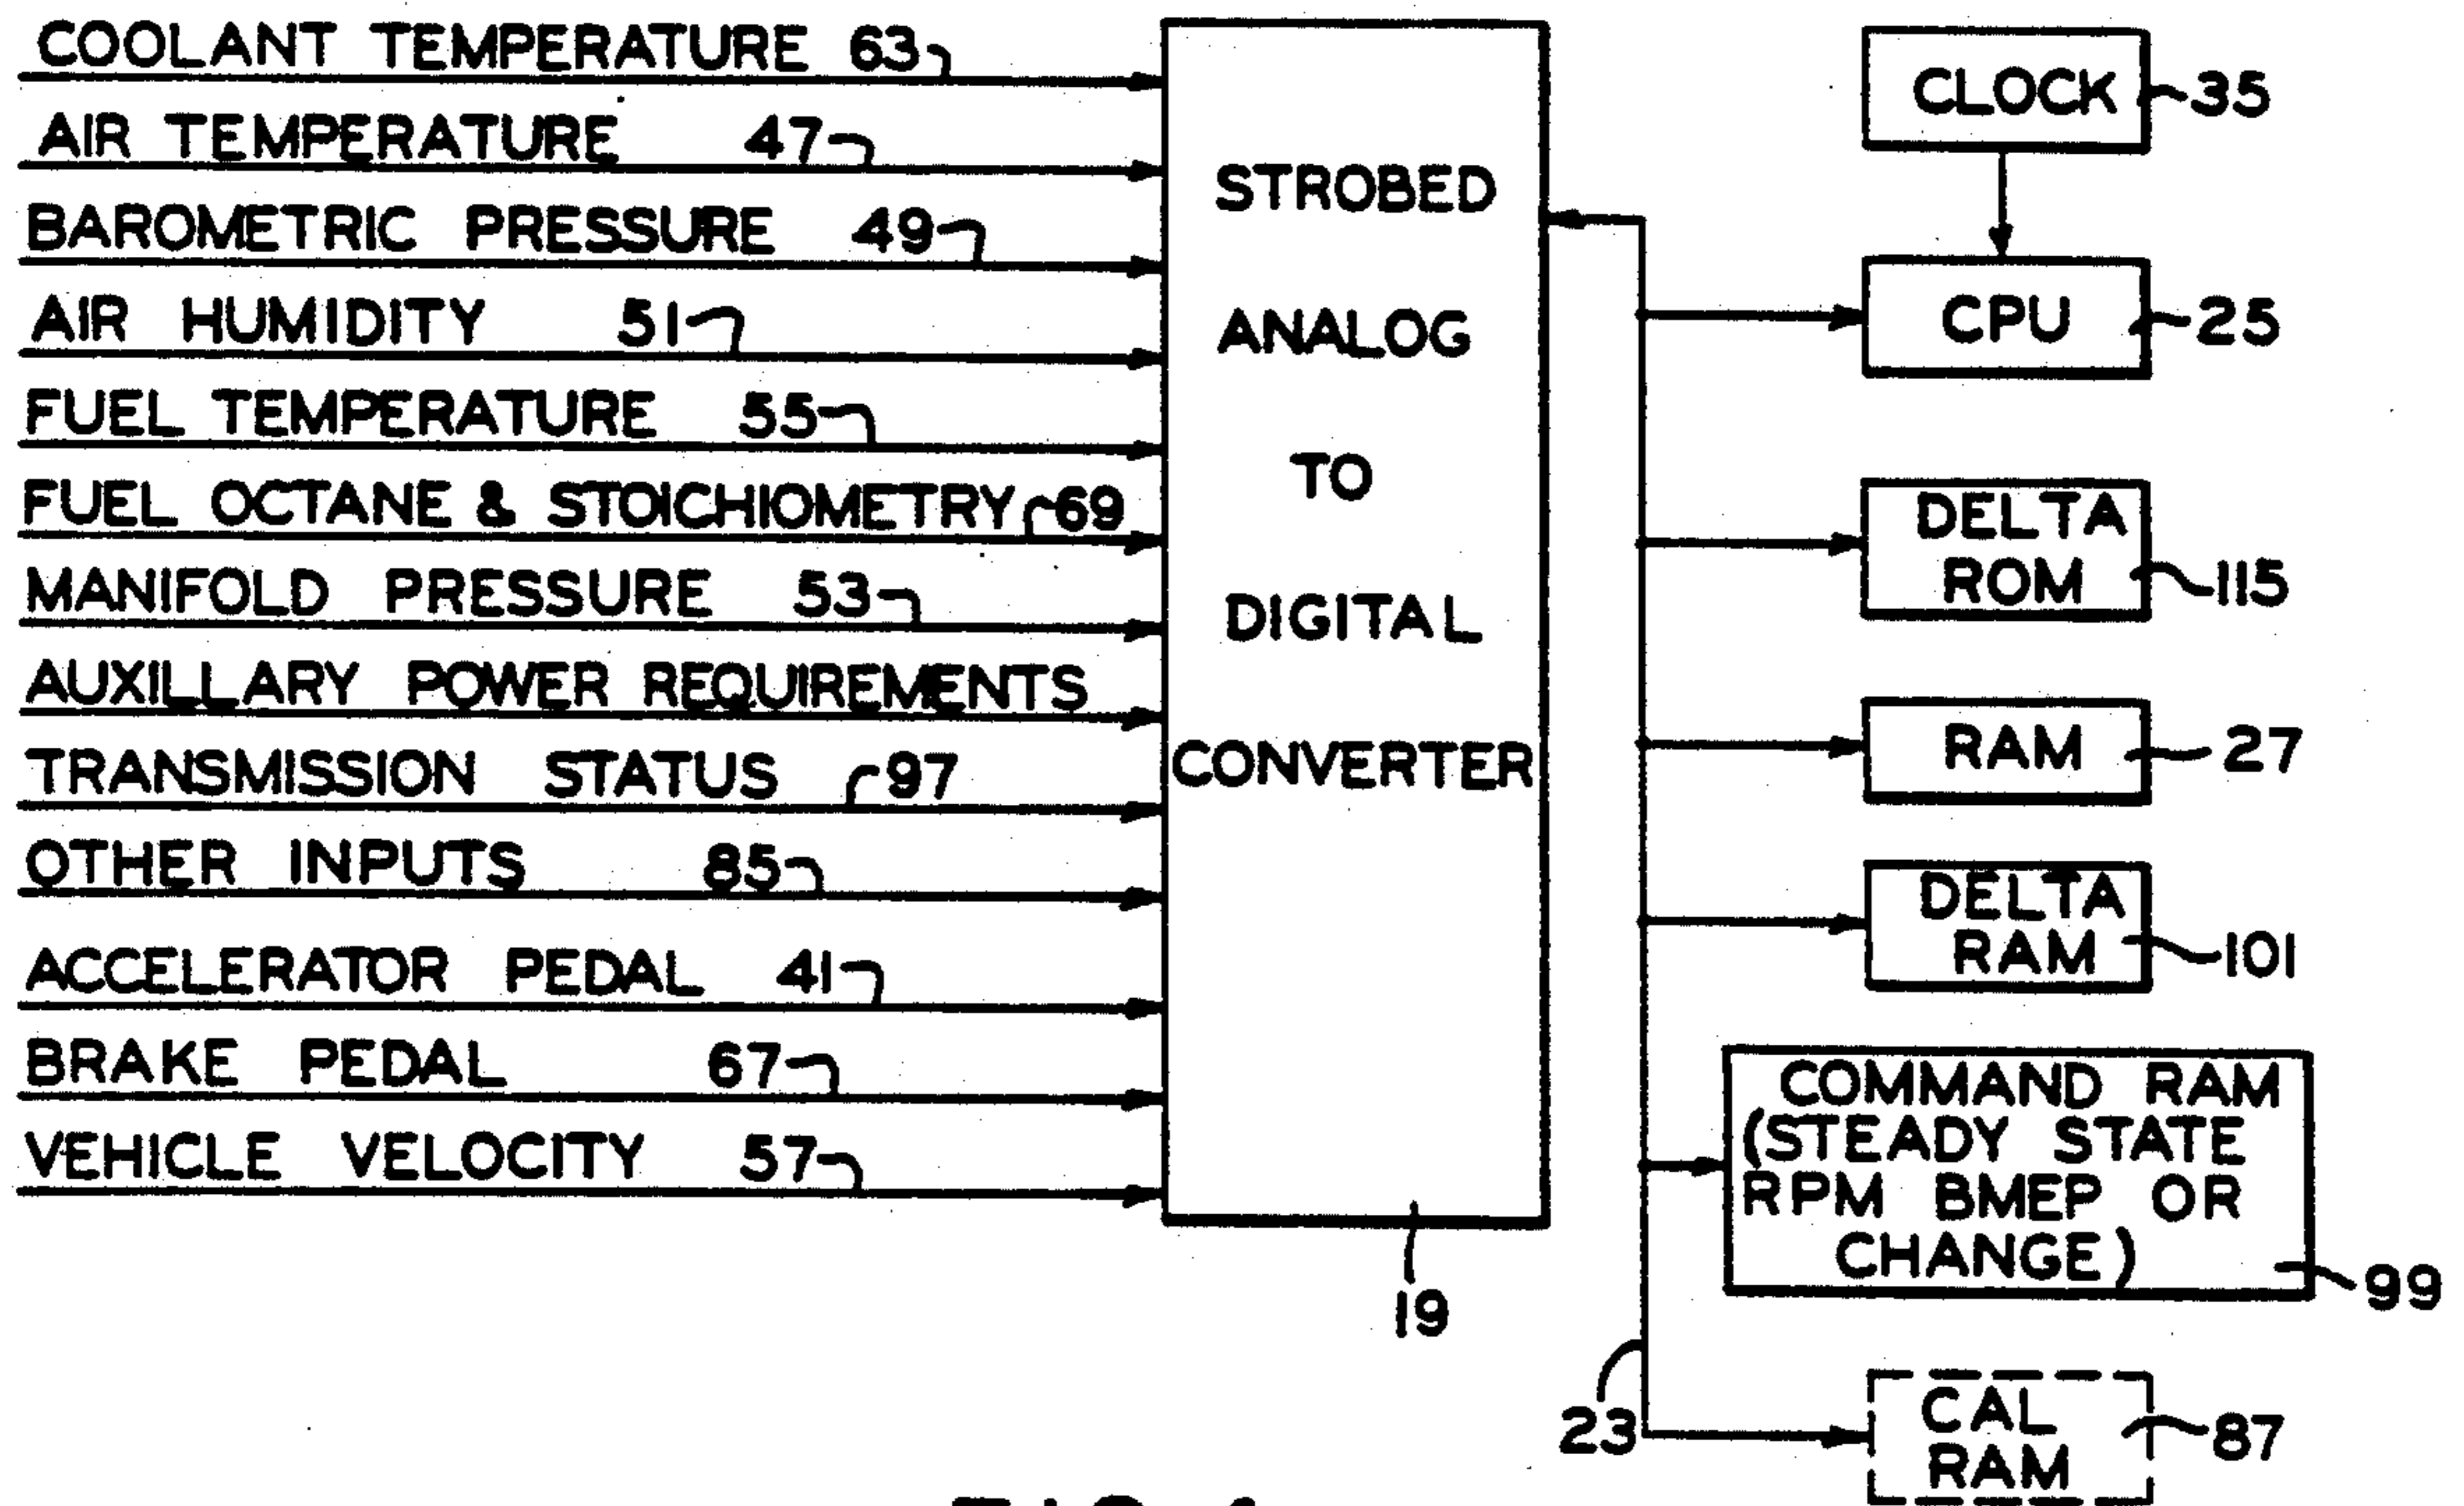 COOLANT TEMPERATURE 63
AIR TEMPERATURE 47
BAROMETRIC PRESSURE 49
AIR HUMIDITY 51
FUEL TEMPERATURE 55
FUEL OCTANE & STOICHIOMETRY 69
MANIFOLD PRESSURE 53
AUXILLARY POWER REQUIREMENTS
TRANSMISSION STATUS 97
OTHER INPUTS 85
ACCELERATOR PEDAL 41
BRAKE PEDAL 67
VEHICLE VELOCITY 57
STROBED
ANALOG
TO
DIGITAL
CONVERTER
19
23
CLOCK 35
CPU 25
DELTA
ROM 115
RAM 27
DELTA
RAM 101
COMMAND RAM
(STEADY STATE
RPM BMEP OR
CHANGE) 99
CAL
RAM 87